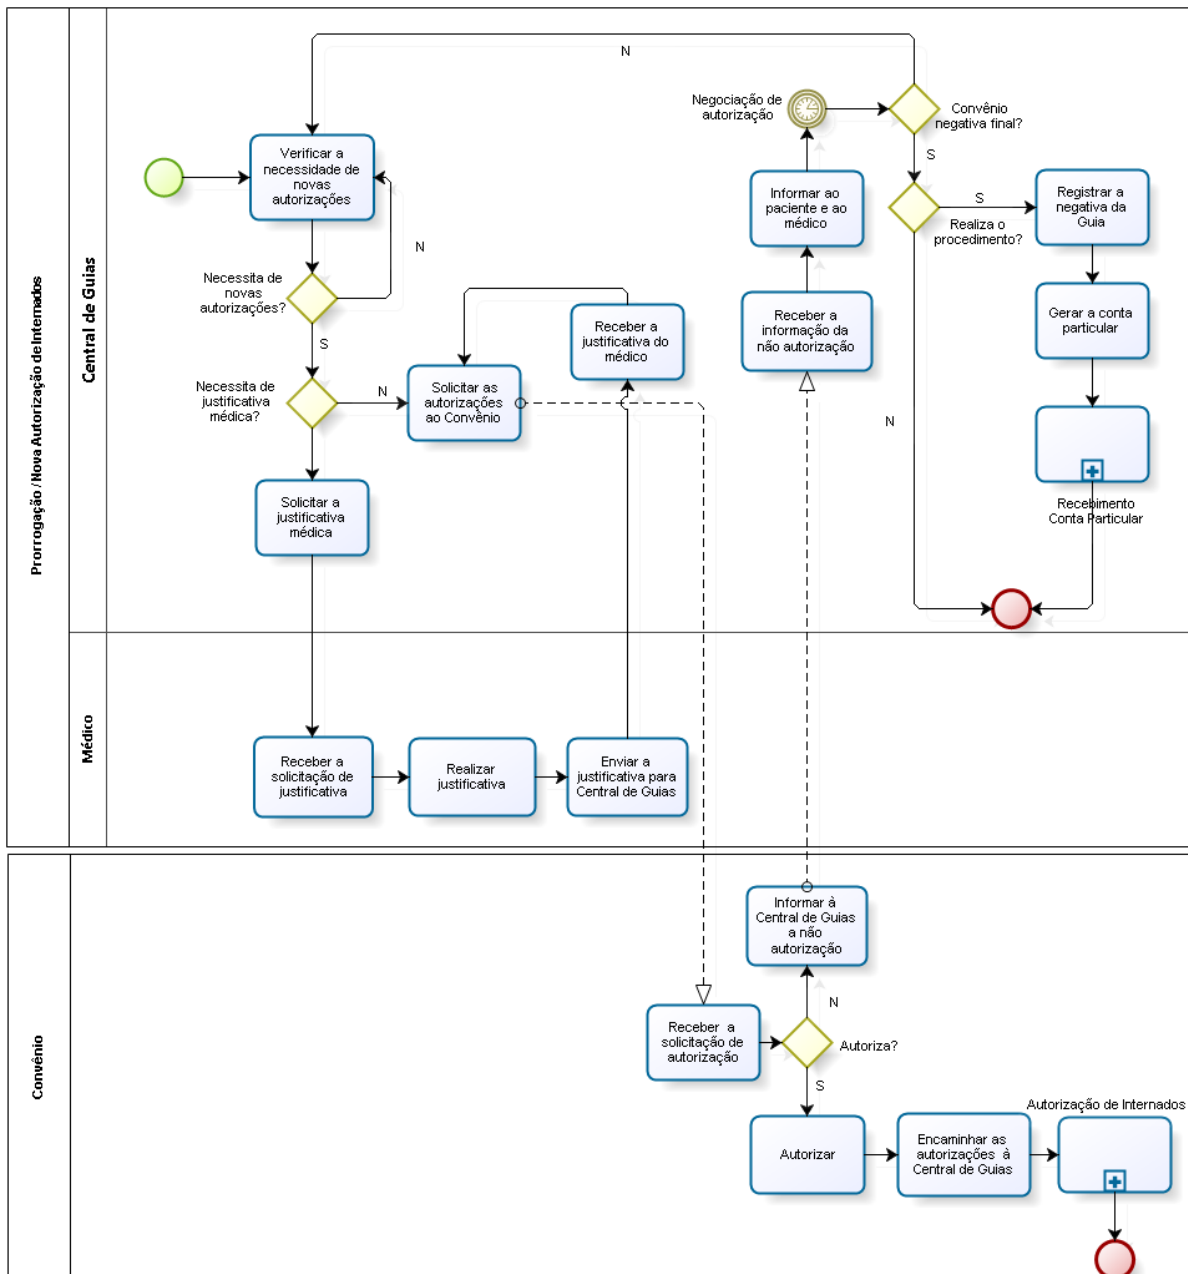 Prorrogação / Nova Autorização de Internados
Central de Guias
N
Negociação de
autorização
Convênio
negativa final?
Verificar a
necessidade de
novas
autorizações
S
Informar ao
paciente e ao
médico
S
Realiza o
procedimento?
Registrar a
negativa da
Guia
N
Necessita de
novas
autorizações?
S
Receber a
justificativa do
médico
Receber a
informação da
não autorização
Gerar a conta
particular
Necessita de
justificativa
médica?
N
Solicitar as
autorizações
ao Convênio
N
Solicitar a
justificativa
médica
Recebimento
Conta Particular
Médico
Receber a
solicitação de
justificativa
Realizar
justificativa
Enviar a
justificativa para
Central de Guias
Convênio
Informar à
Central de Guias
a não
autorização
N
Receber a
solicitação de
autorização
Autoriza?
S
Autorizar
Encaminhar as
autorizações à
Central de Guias
Autorização de Internados